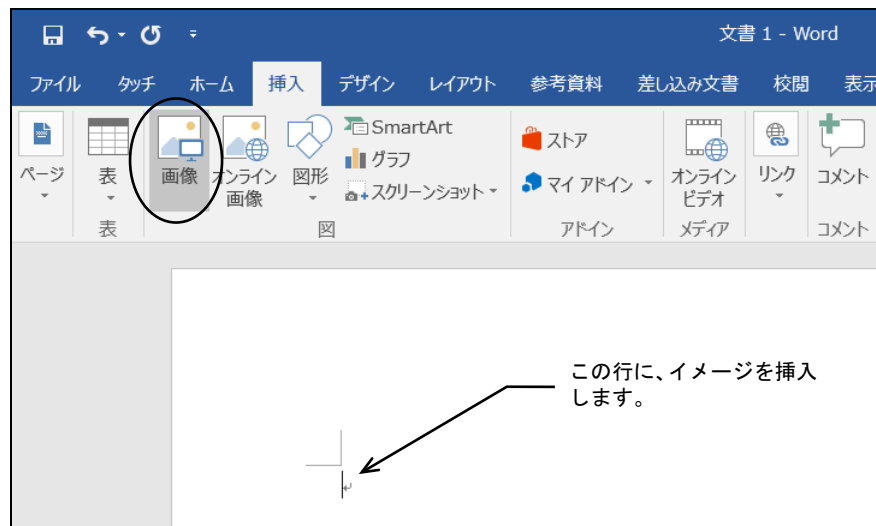 文書 1 - Word
ファイル タッチ ホーム 挿入 デザイン レイアウト 参考資料 差し込み文書 校閲 表示
ページ
表
画像
オンライン
画像
図形
SmartArt
グラフ
スクリーンショット
ストア
マイ アドイン
オンライン
ビデオ
リンク
コメント
表 図 アドイン メディア コメント
この行に、イメージを挿入
します。